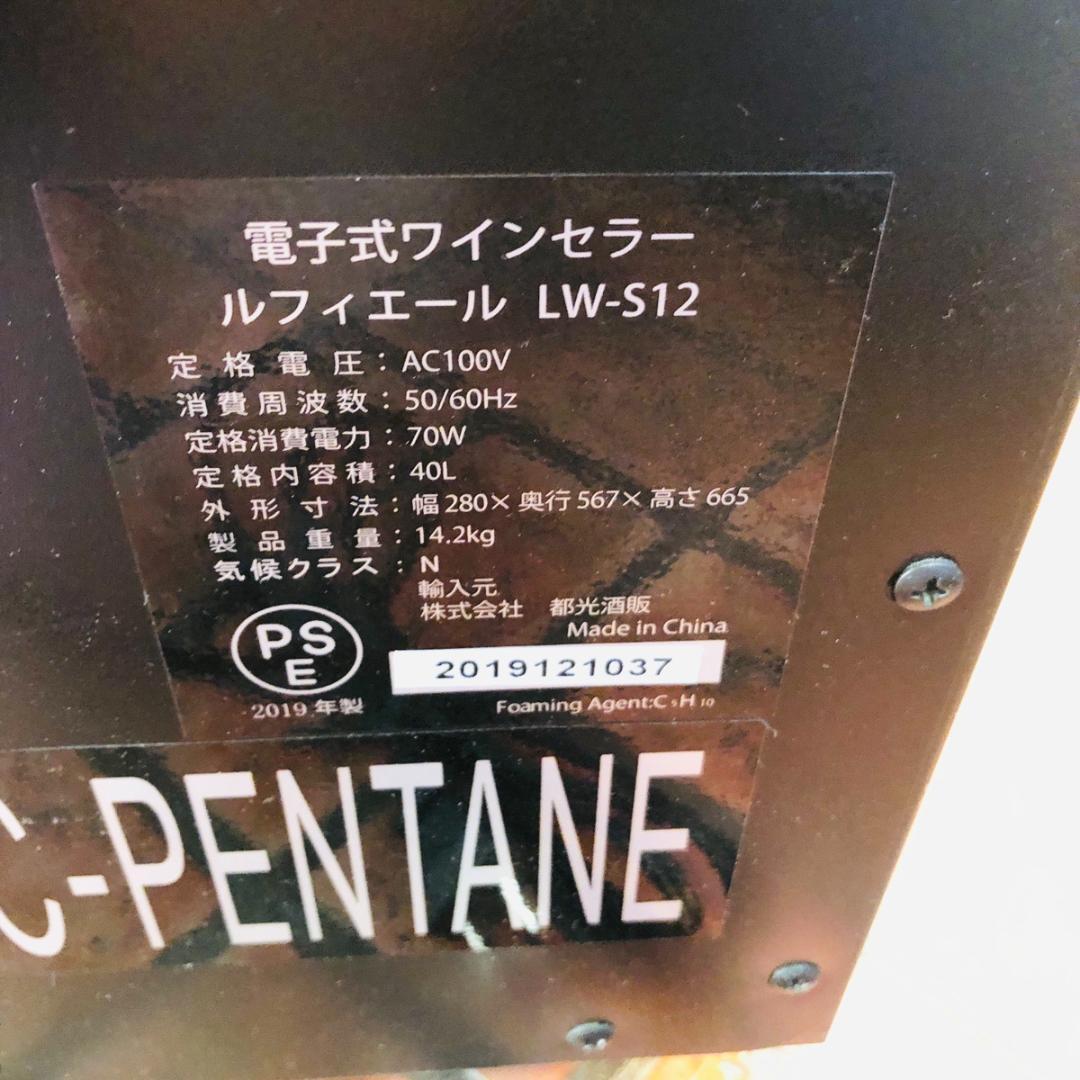 電子式ワインセラー
ルフィエール LW-S12
定格電圧：AC100V
消費周波数：50/60Hz
定格消費電力：70W
定格内容積：40L
外形寸法：幅280×奥行567×高さ665
製品重量：14.2kg
気候クラス：N
輸入元
株式会社 都光酒販
Made in China
PS
E
2019121037
2019年製
Foaming Agent:C₅H₁₀
C-PENTANE